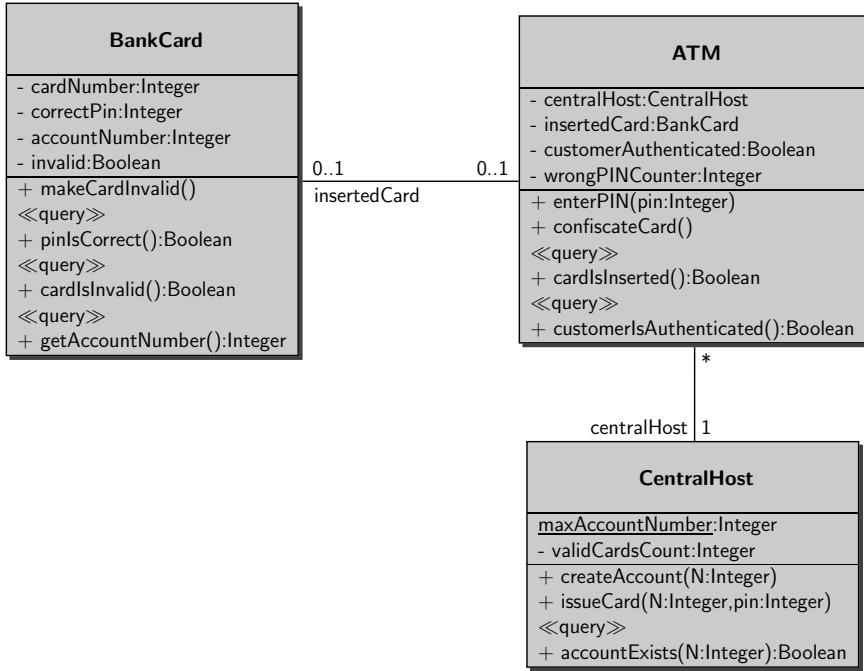 BankCard
- cardNumber:Integer
- correctPin:Integer
- accountNumber:Integer
- invalid:Boolean
+ makeCardInvalid()
≪query≫
+ pinIsCorrect():Boolean
≪query≫
+ cardIsInvalid():Boolean
≪query≫
+ getAccountNumber():Integer
0..1
insertedCard
0..1
ATM
- centralHost:CentralHost
- insertedCard:BankCard
- customerAuthenticated:Boolean
- wrongPINCounter:Integer
+ enterPIN(pin:Integer)
+ confiscateCard()
≪query≫
+ cardIsInserted():Boolean
≪query≫
+ customerIsAuthenticated():Boolean
*
centralHost
1
CentralHost
maxAccountNumber:Integer
- validCardsCount:Integer
+ createAccount(N:Integer)
+ issueCard(N:Integer,pin:Integer)
≪query≫
+ accountExists(N:Integer):Boolean